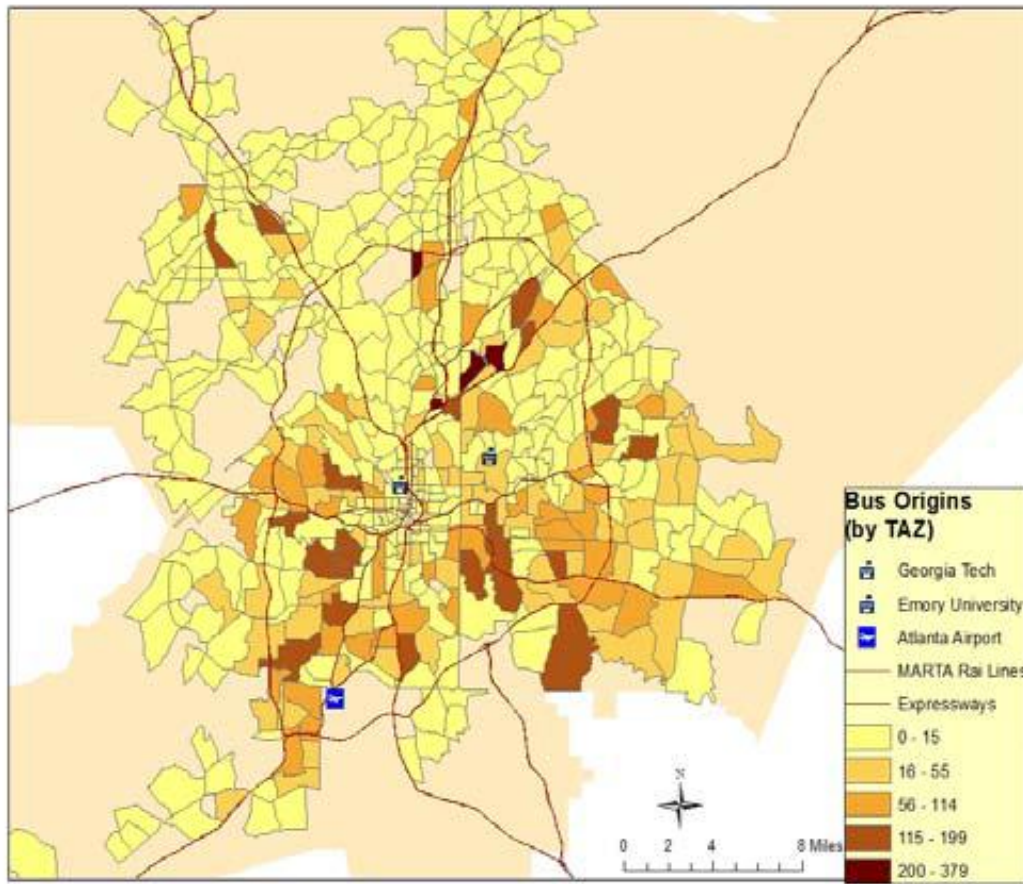 Bus Origins
(by TAZ)
Georgia Tech
Emory University
Atlanta Airport
MARTA Rai Lines
Expressways
0 - 15
16 - 55
56 - 114
115 - 199
200 - 379
N
0 2 4 8 Miles